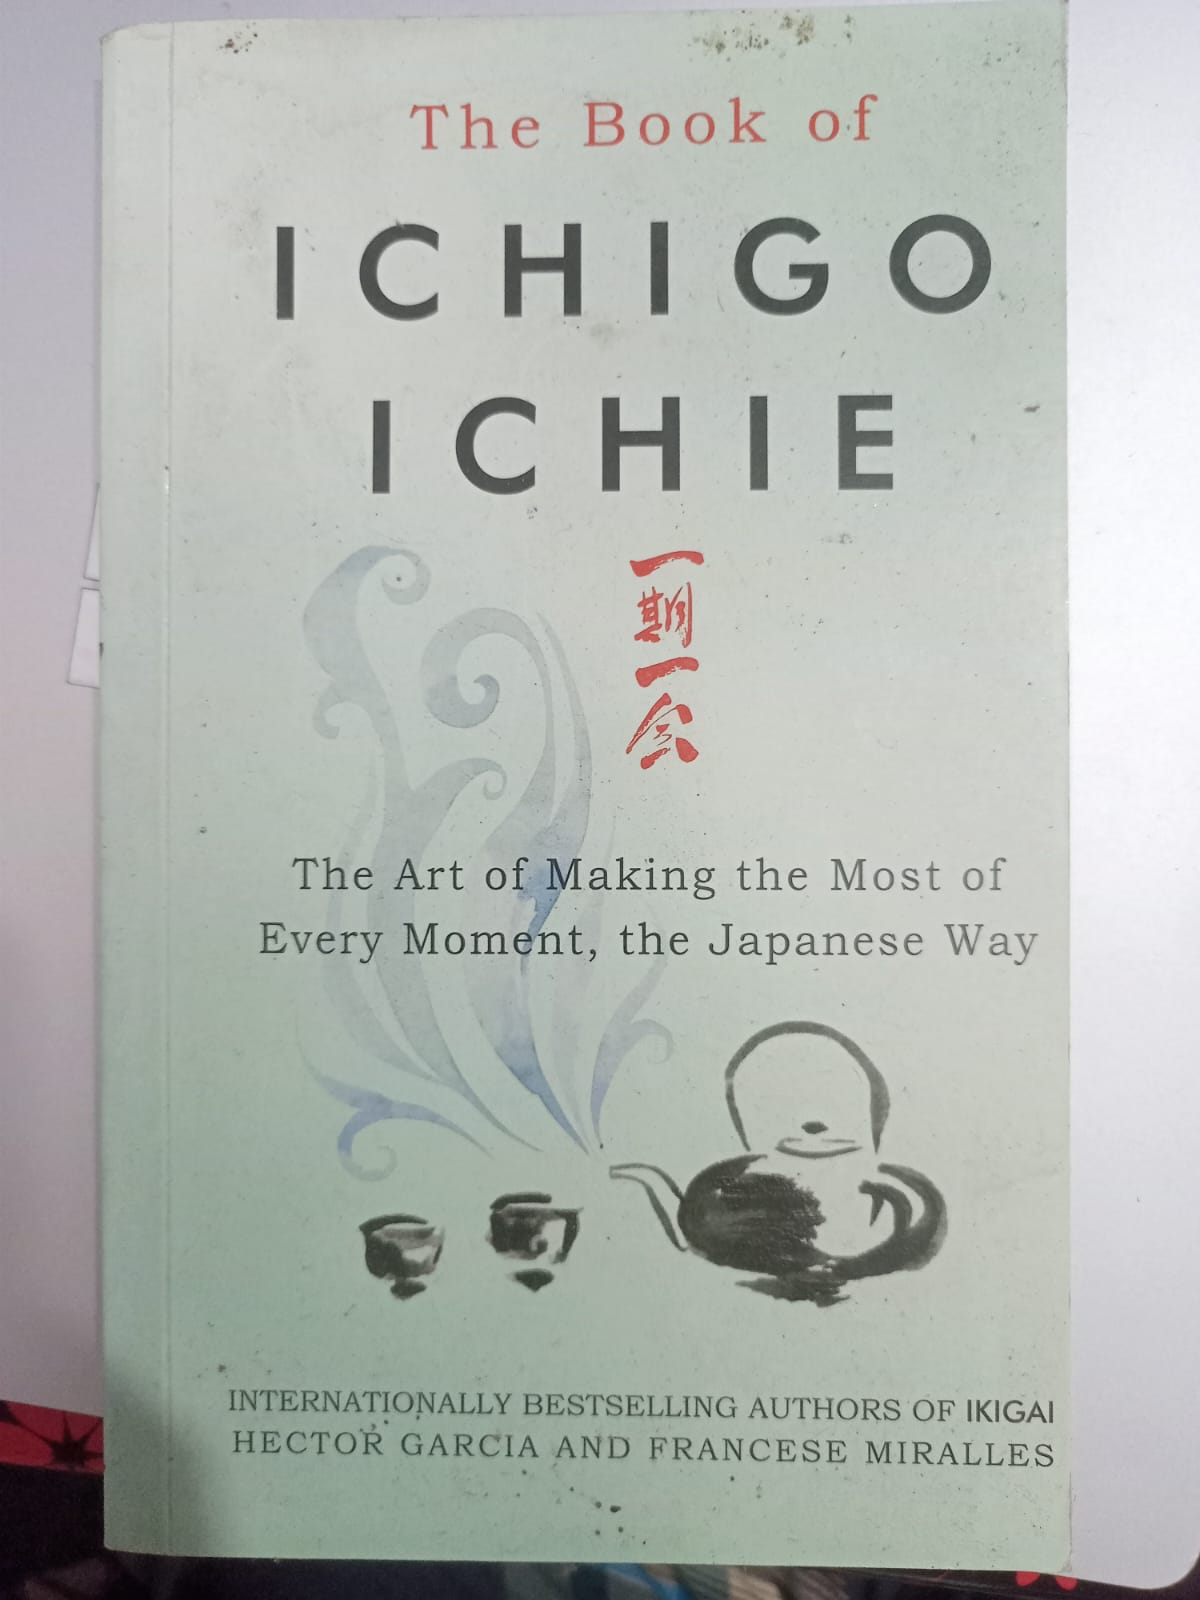 The Book of
ICHIGO
ICHIE
一期一会
The Art of Making the Most of
Every Moment, the Japanese Way
INTERNATIONALLY BESTSELLING AUTHORS OF IKIGAI
HECTOR GARCIA AND FRANCESE MIRALLES